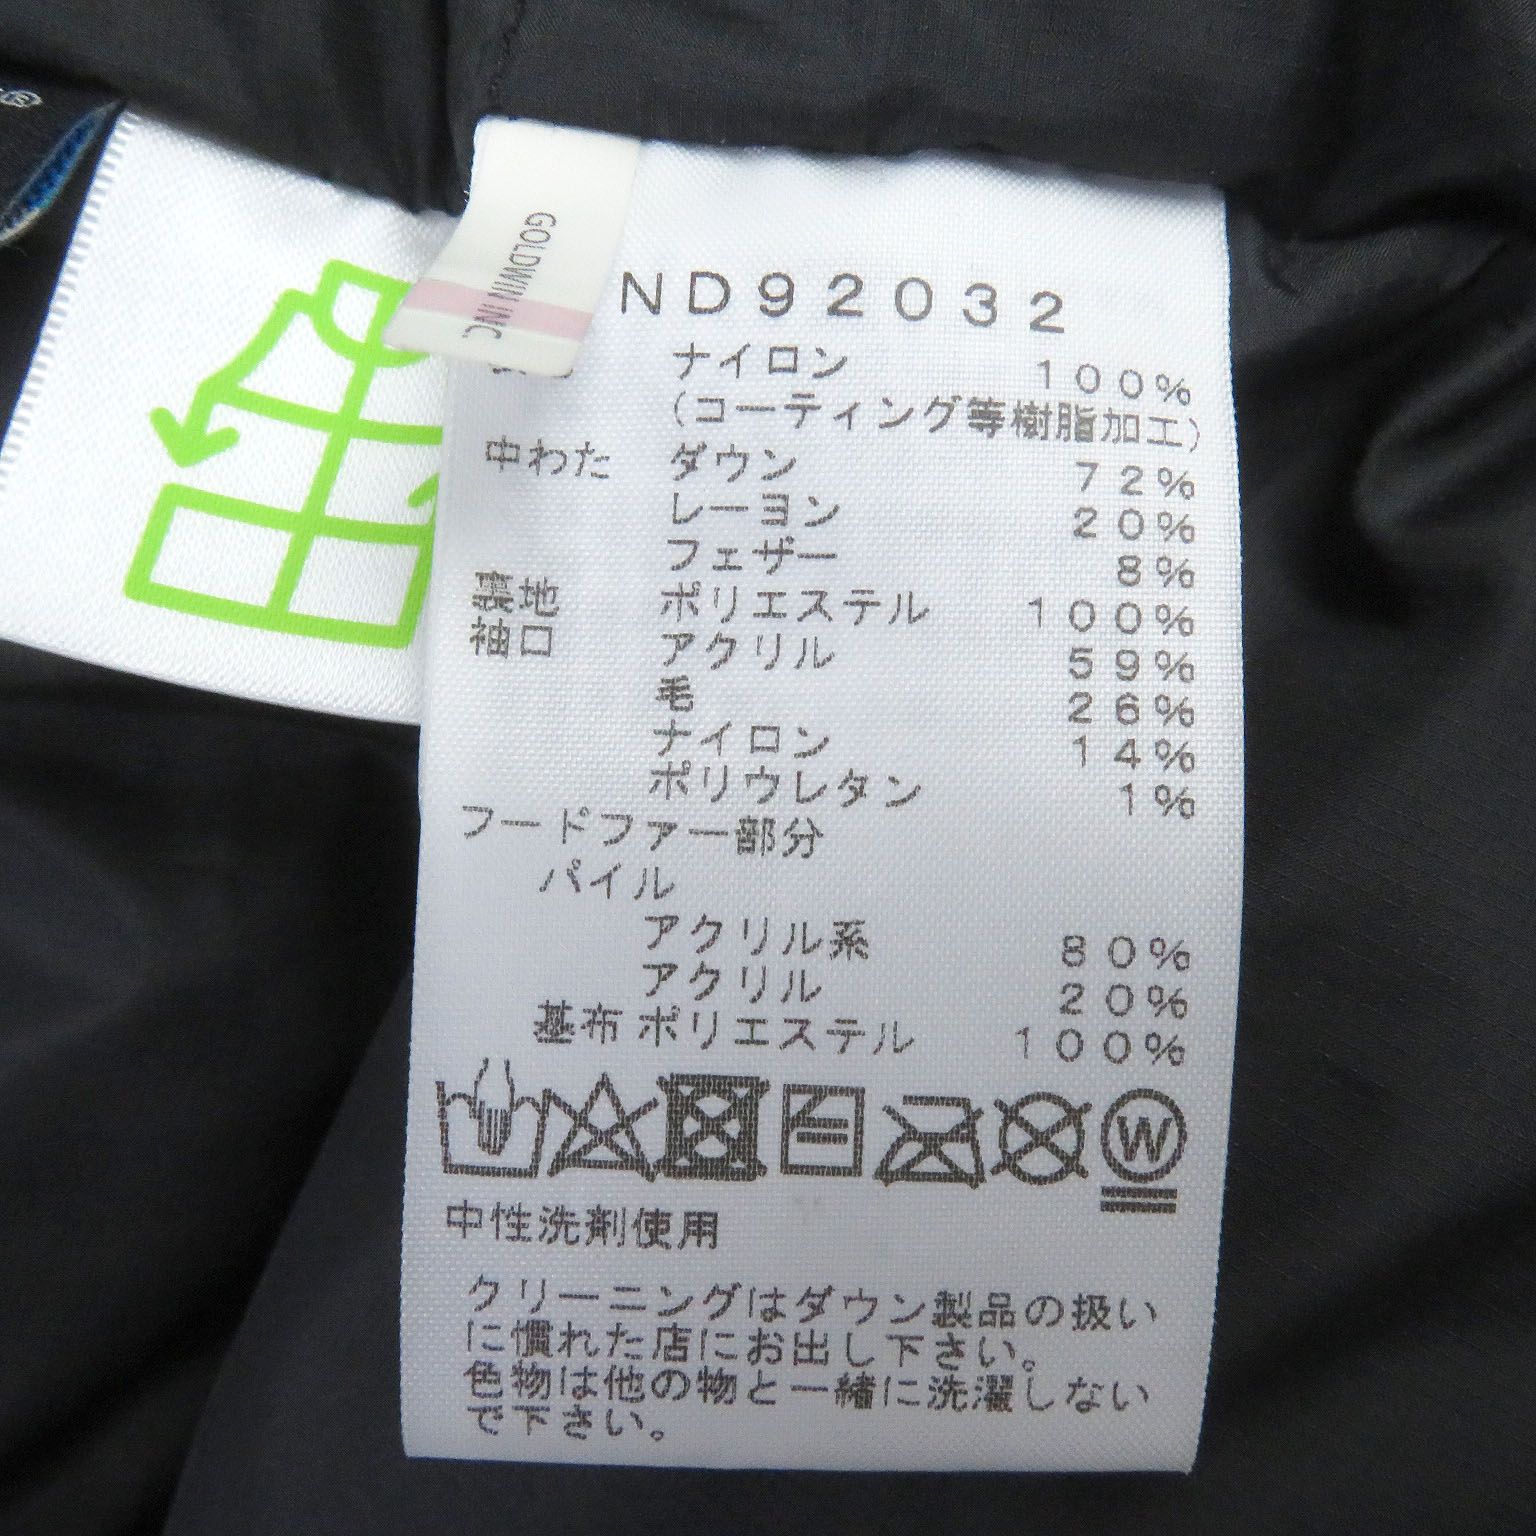 ®
GOLDWIN INC.
ND92032
ナイロン 100%
(コーティング等樹脂加工)
中わた ダウン 72%
レーヨン 20%
フェザー 8%
裏地 ポリエステル 100%
袖口 アクリル 59%
毛 26%
ナイロン 14%
ポリウレタン 1%
フードファー部分
パイル
アクリル系 80%
アクリル 20%
基布 ポリエステル 100%
W
中性洗剤使用
クリーニングはダウン製品の扱い
に慣れた店にお出し下さい。
色物は他の物と一緒に洗濯しない
で下さい。